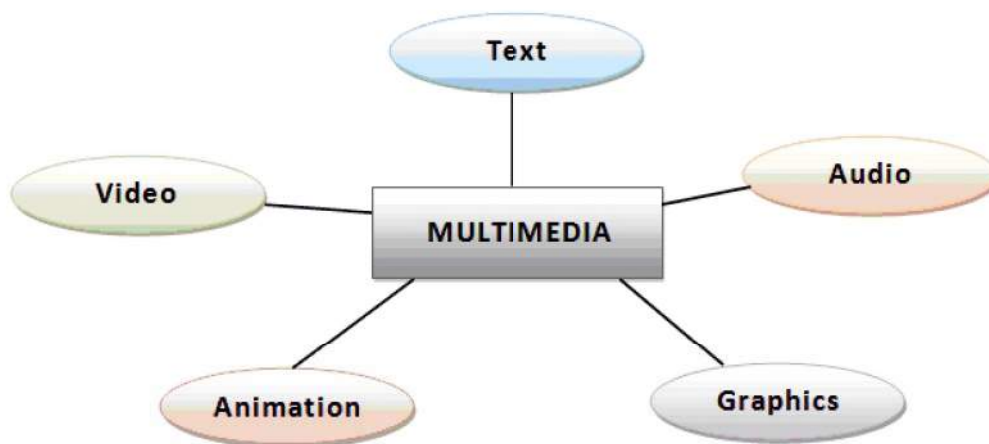 Text
Audio
Video
MULTIMEDIA
Animation
Graphics